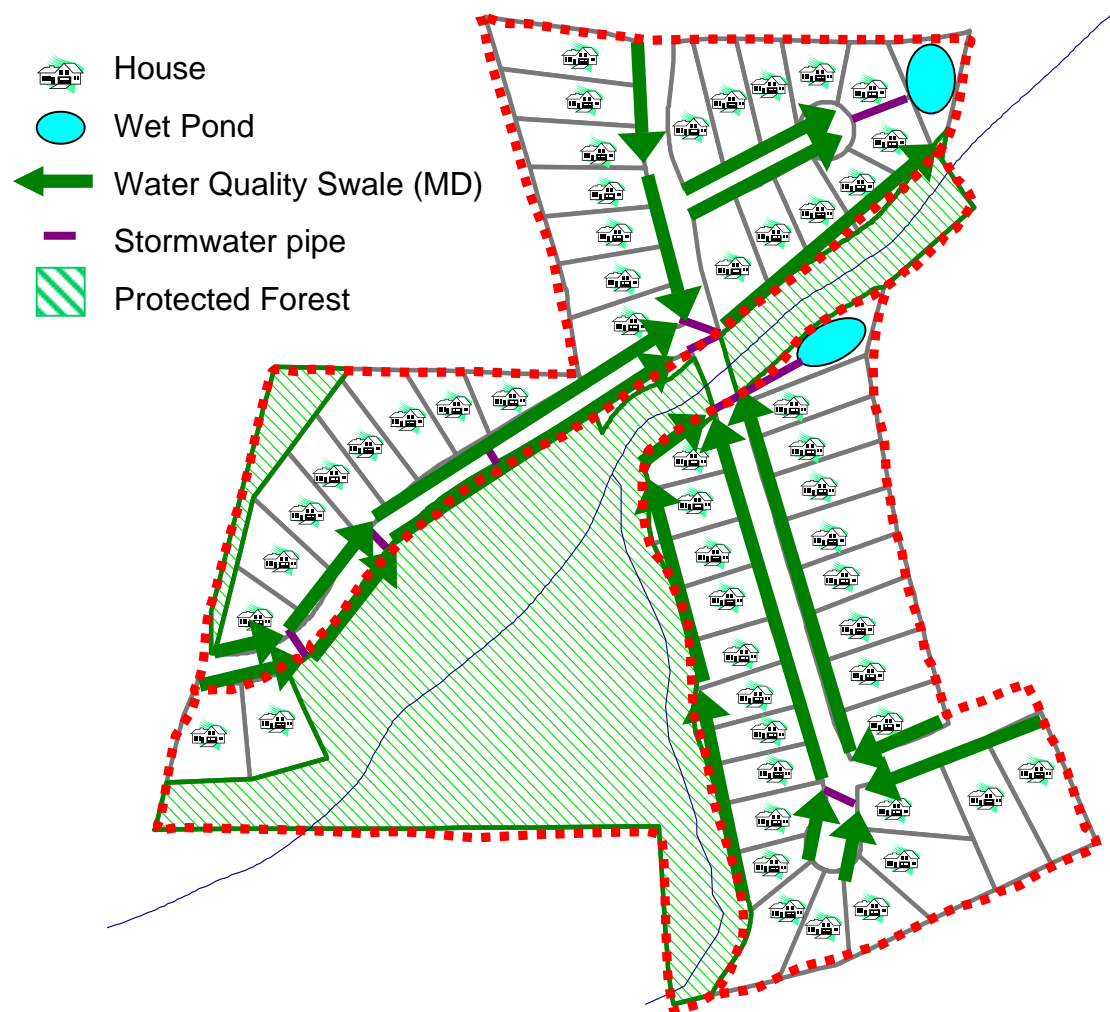 House
Wet Pond
Water Quality Swale (MD)
Stormwater pipe
Protected Forest